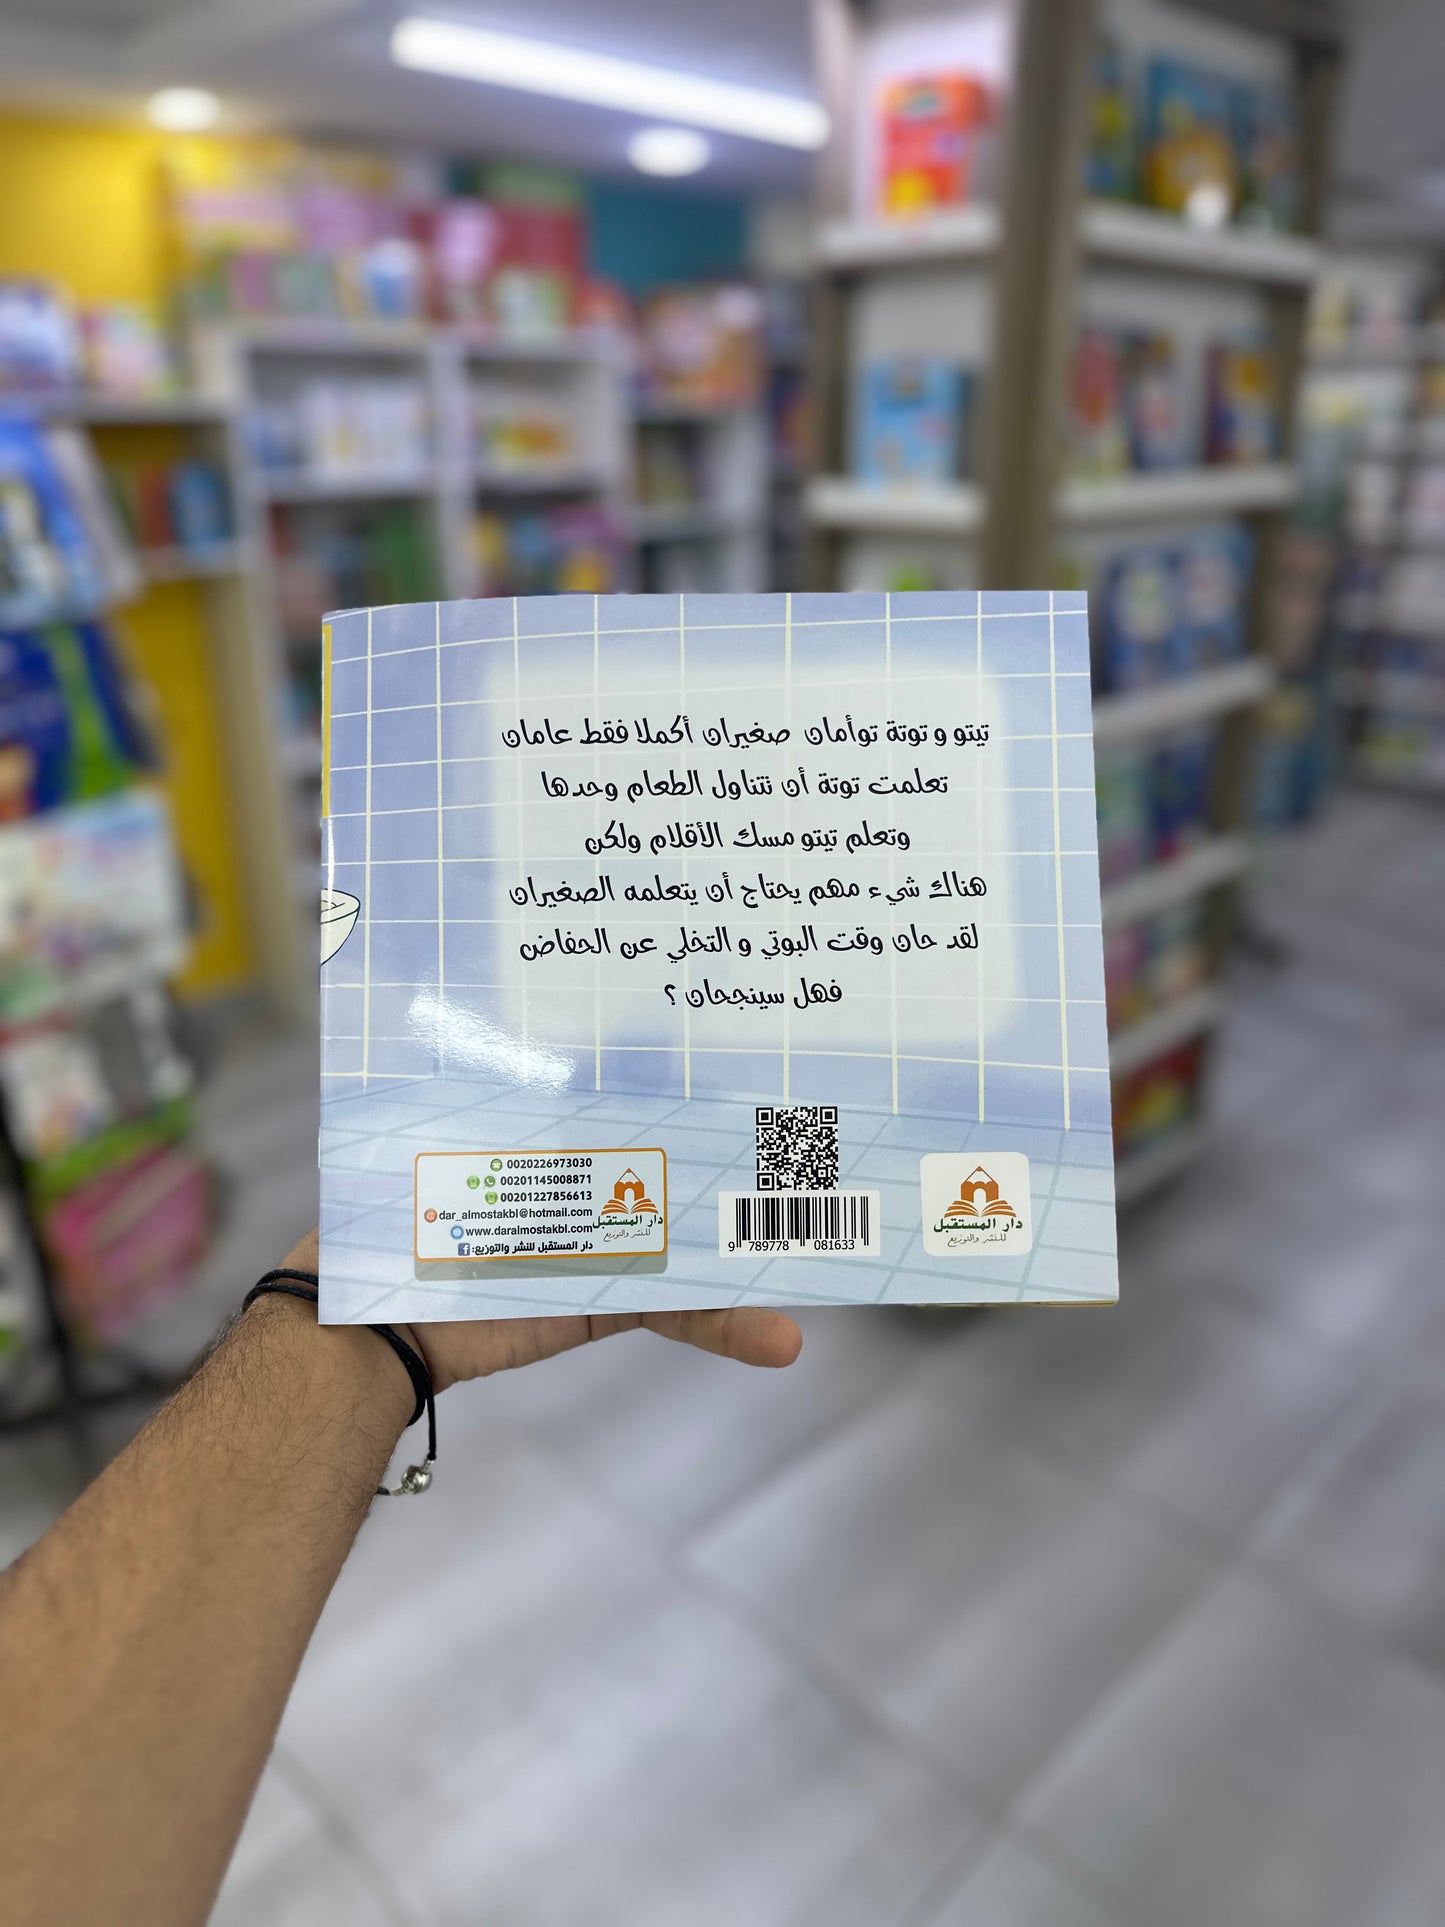 تيتو و توتة توأمان صغيران أكملا فقط عامان
تعلمت توتة أن تتناول الطعام وحدها
وتعلم تيتو مسك الأقلام ولكن
هناك شيء مهم يحتاج أن يتعلمه الصغيران
لقد حان وقت البوتي و التخلي عن الحفاض
فهل سينجحان ؟
0020226973030
00201145008871
00201227856613
dar_almostakbl@hotmail.com
www.daralmostakbl.com
دار المستقبل للنشر والتوزيع:
دار المستقبل
للنشر والتوزيع
9 789778 081633
دار المستقبل
للنشر والتوزيع